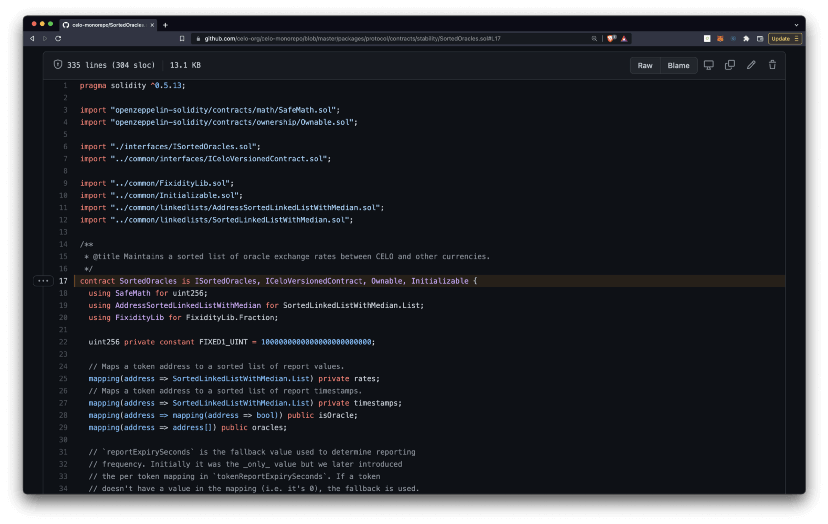 celo-monorepo/SortedOracles
github.com/celo-org/celo-monorepo/blob/master/packages/protocol/contracts/stability/SortedOracles.sol#L17
Update
335 lines (304 sloc) 13.1 KB
Raw Blame
1 pragma solidity ^0.5.13;
2
3 import "openzeppelin-solidity/contracts/math/SafeMath.sol";
4 import "openzeppelin-solidity/contracts/ownership/Ownable.sol";
5
6 import "./interfaces/ISortedOracles.sol";
7 import "../common/interfaces/ICeloVersionedContract.sol";
8
9 import "../common/FixidityLib.sol";
10 import "../common/Initializable.sol";
11 import "../common/linkedlists/AddressSortedLinkedListWithMedian.sol";
12 import "../common/linkedlists/SortedLinkedListWithMedian.sol";
13
14 /**
15 * @title Maintains a sorted list of oracle exchange rates between CELO and other currencies.
16 */
17 contract SortedOracles is ISortedOracles, ICeloVersionedContract, Ownable, Initializable {
18 using SafeMath for uint256;
19 using AddressSortedLinkedListWithMedian for SortedLinkedListWithMedian.List;
20 using FixidityLib for FixidityLib.Fraction;
21
22 uint256 private constant FIXED1_UINT = 1000000000000000000000000;
23
24 // Maps a token address to a sorted list of report values.
25 mapping(address => SortedLinkedListWithMedian.List) private rates;
26 // Maps a token address to a sorted list of report timestamps.
27 mapping(address => SortedLinkedListWithMedian.List) private timestamps;
28 mapping(address => mapping(address => bool)) public isOracle;
29 mapping(address => address[]) public oracles;
30
31 // `reportExpirySeconds` is the fallback value used to determine reporting
32 // frequency. Initially it was the _only_ value but we later introduced
33 // the per token mapping in `tokenReportExpirySeconds`. If a token
34 // doesn't have a value in the mapping (i.e. it's 0), the fallback is used.